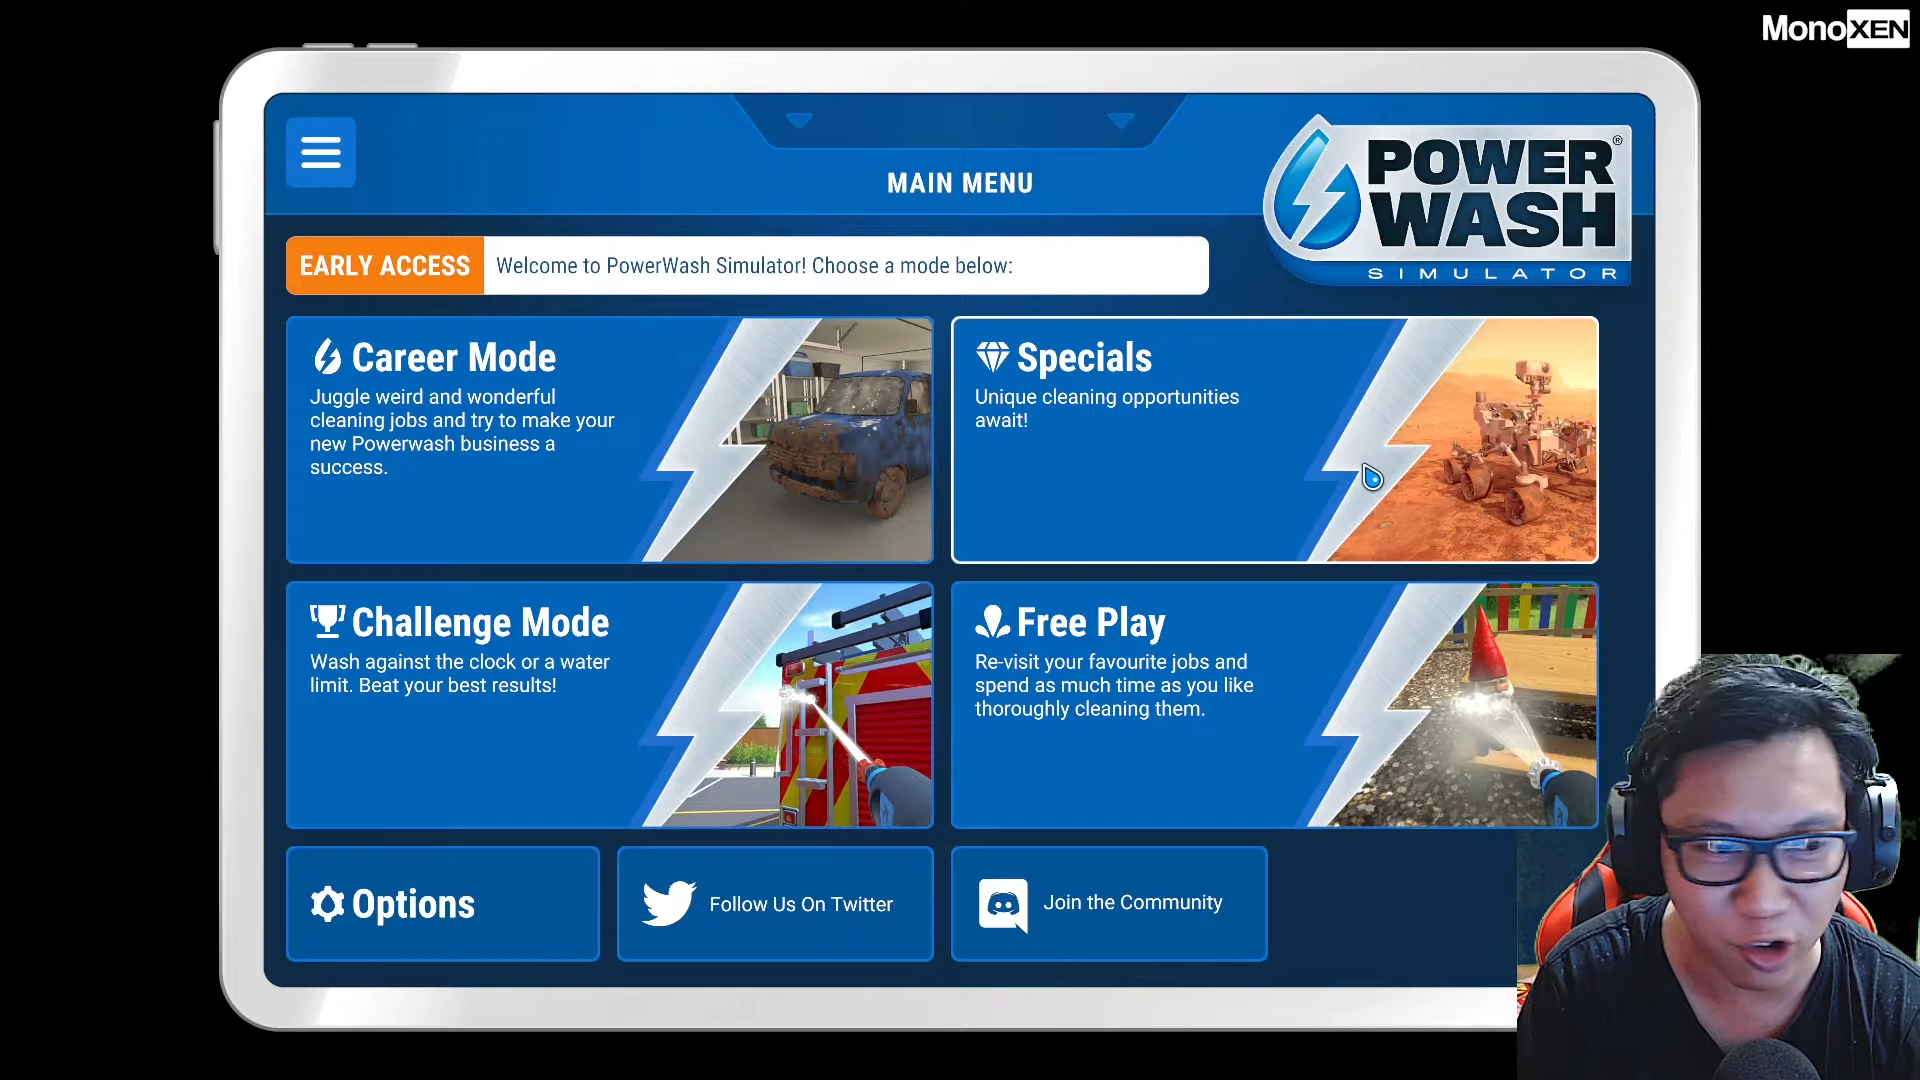 MonoXEN
MAIN MENU
POWER
WASH®
SIMULATOR
EARLY ACCESS Welcome to PowerWash Simulator! Choose a mode below:
Career Mode
Juggle weird and wonderful
cleaning jobs and try to make your
new Powerwash business a
success.
Specials
Unique cleaning opportunities
await!
Challenge Mode
Wash against the clock or a water
limit. Beat your best results!
Free Play
Re-visit your favourite jobs and
spend as much time as you like
thoroughly cleaning them.
Options
Follow Us On Twitter
Join the Community